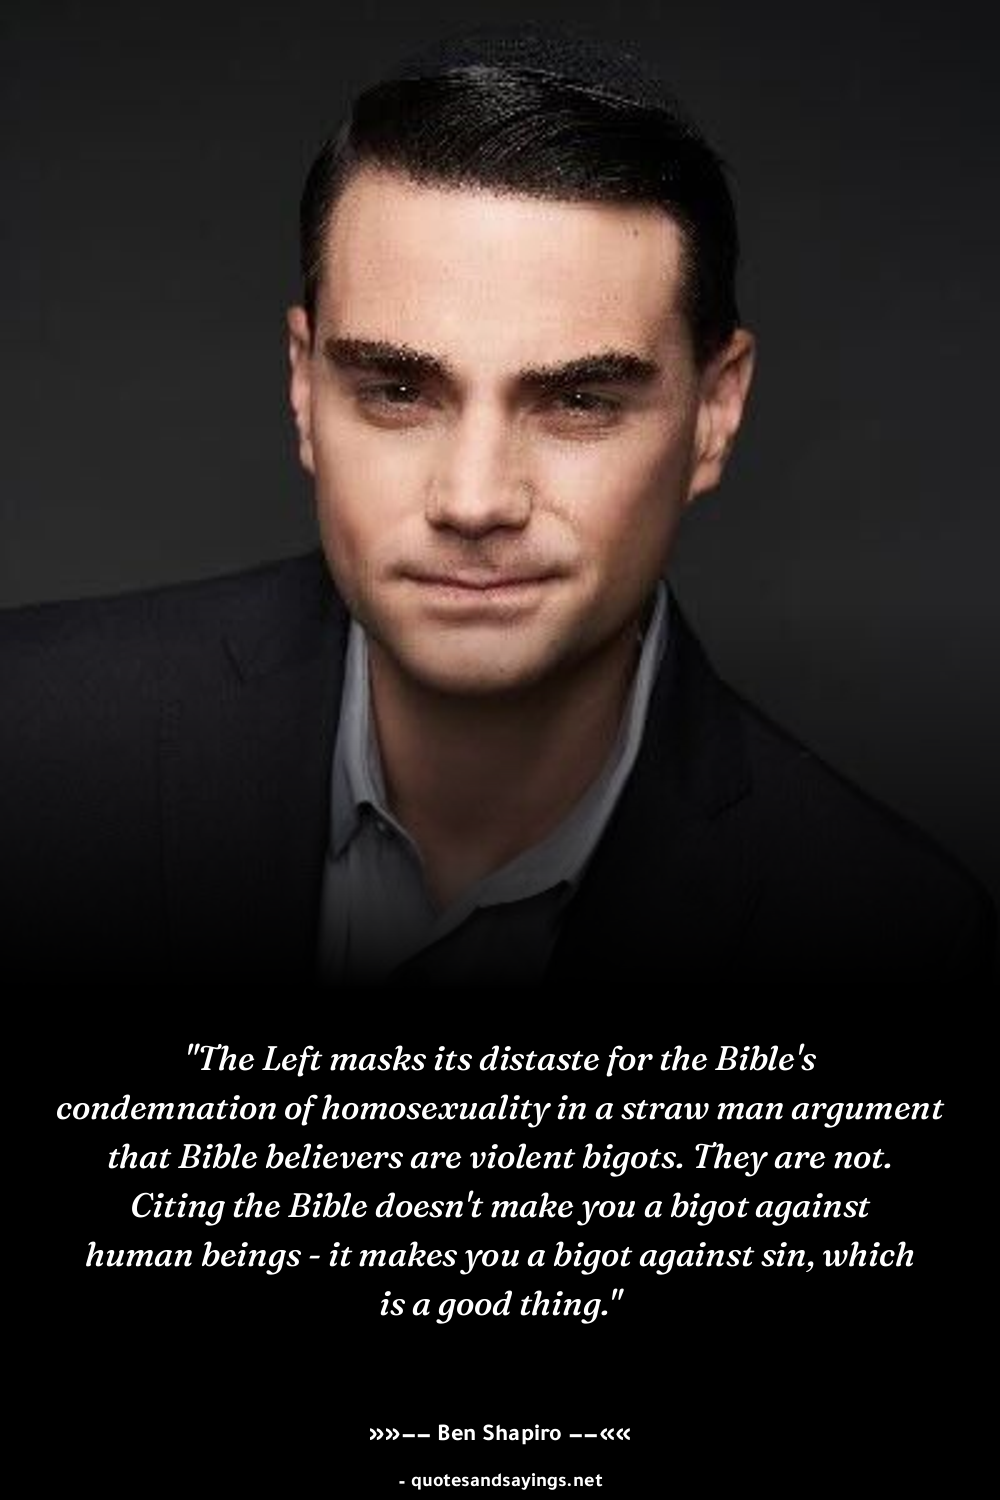 "The Left masks its distaste for the Bible's
condemnation of homosexuality in a straw man argument
that Bible believers are violent bigots. They are not.
Citing the Bible doesn't make you a bigot against
human beings - it makes you a bigot against sin, which
is a good thing."
»»–– Ben Shapiro ––««
- quotesandsayings.net